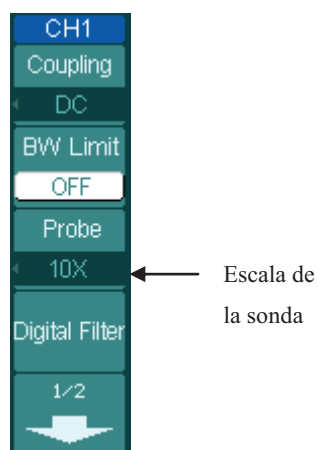 CH1
Coupling
DC
BW Limit
OFF
Probe
10X
Escala de
la sonda
Digital Filter
1/2